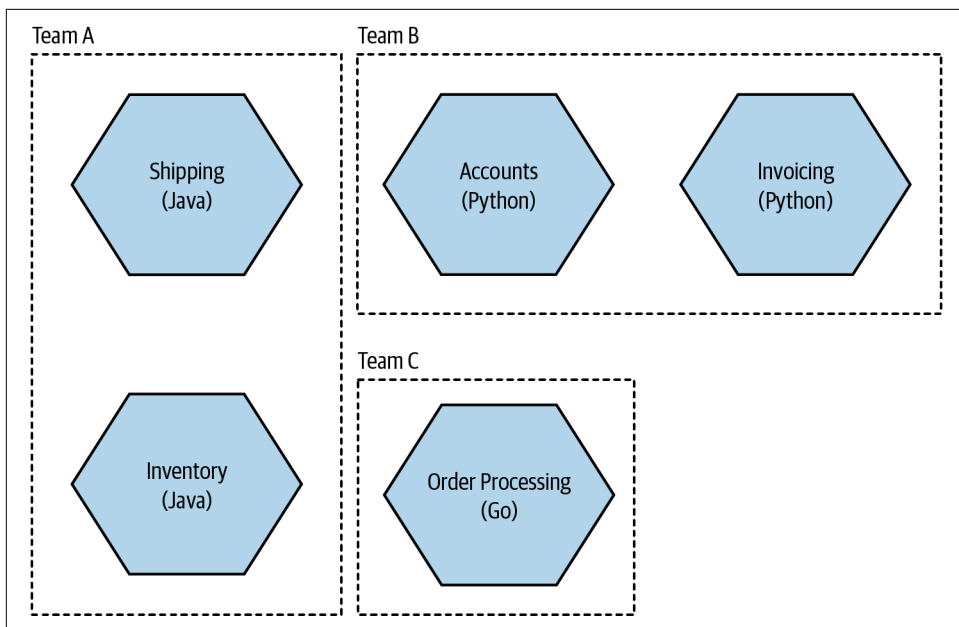 Team A
Shipping
(Java)
Inventory
(Java)
Team B
Accounts
(Python)
Invoicing
(Python)
Team C
Order Processing
(Go)